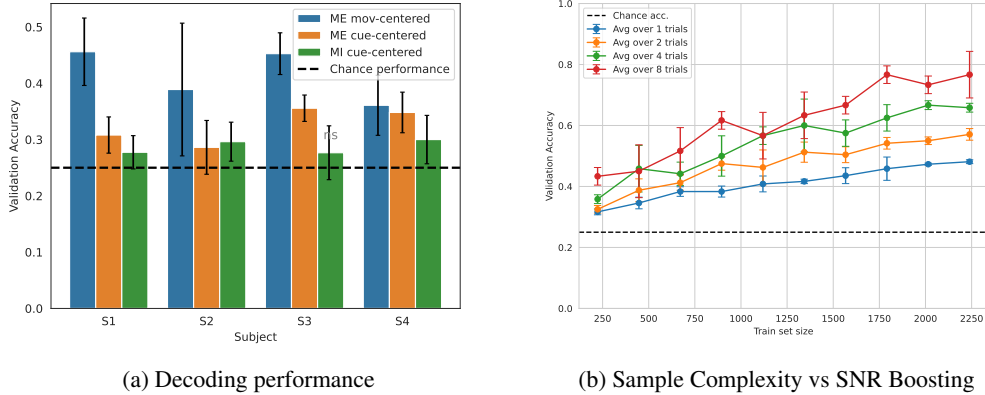 ME mov-centered
ME cue-centered
MI cue-centered
Chance performance
ns
Validation Accuracy
0.5
0.4
0.3
0.2
0.1
0.0
S1 S2 S3 S4
Subject
(a) Decoding performance
Chance acc.
Avg over 1 trials
Avg over 2 trials
Avg over 4 trials
Avg over 8 trials
Validation Accuracy
1.0
0.8
0.6
0.4
0.2
0.0
250 500 750 1000 1250 1500 1750 2000 2250
Train set size
(b) Sample Complexity vs SNR Boosting